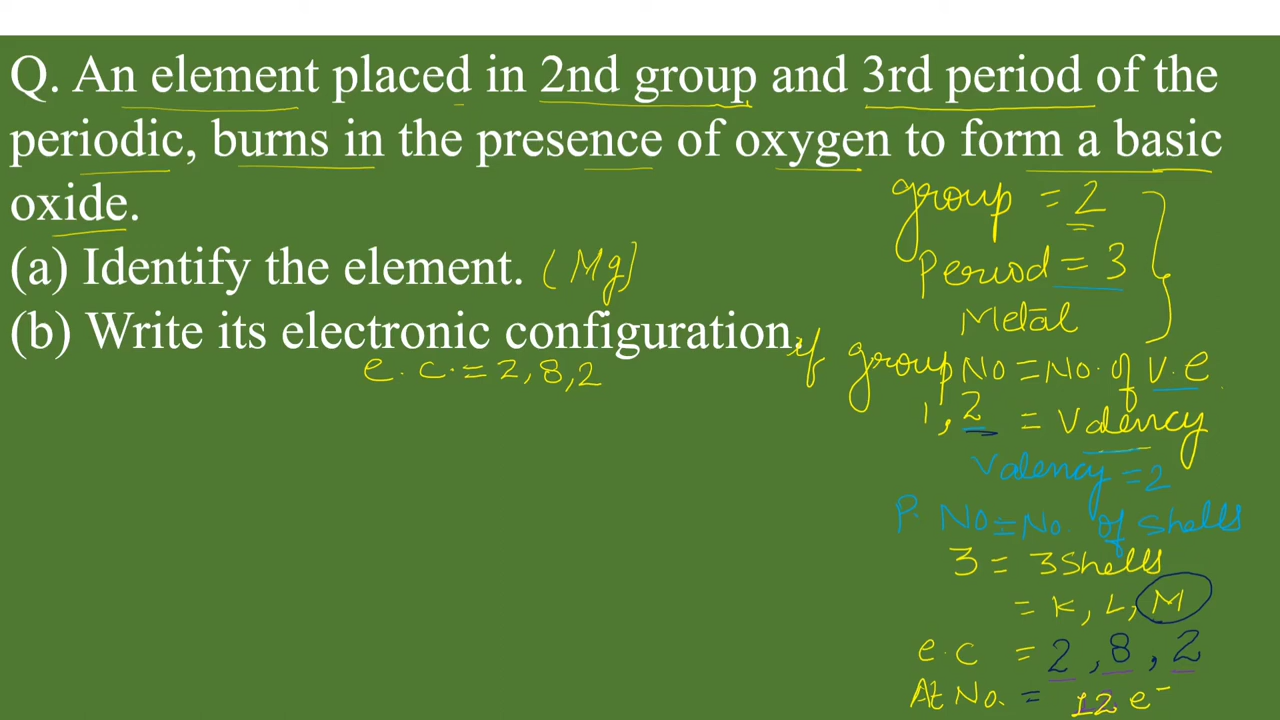 Q. An element placed in 2nd group and 3rd period of the
periodic, burns in the presence of oxygen to form a basic
oxide.
group = 2
Period = 3
Metal
(a) Identify the element. (Mg)
(b) Write its electronic configuration.
e.c. = 2,8,2
if group No = No. of v.e
1, 2 = valency
valency = 2
P. No = No. of shells
3 = 3 shells
= K, L, M
e.c = 2, 8, 2
At No. = 12 e⁻